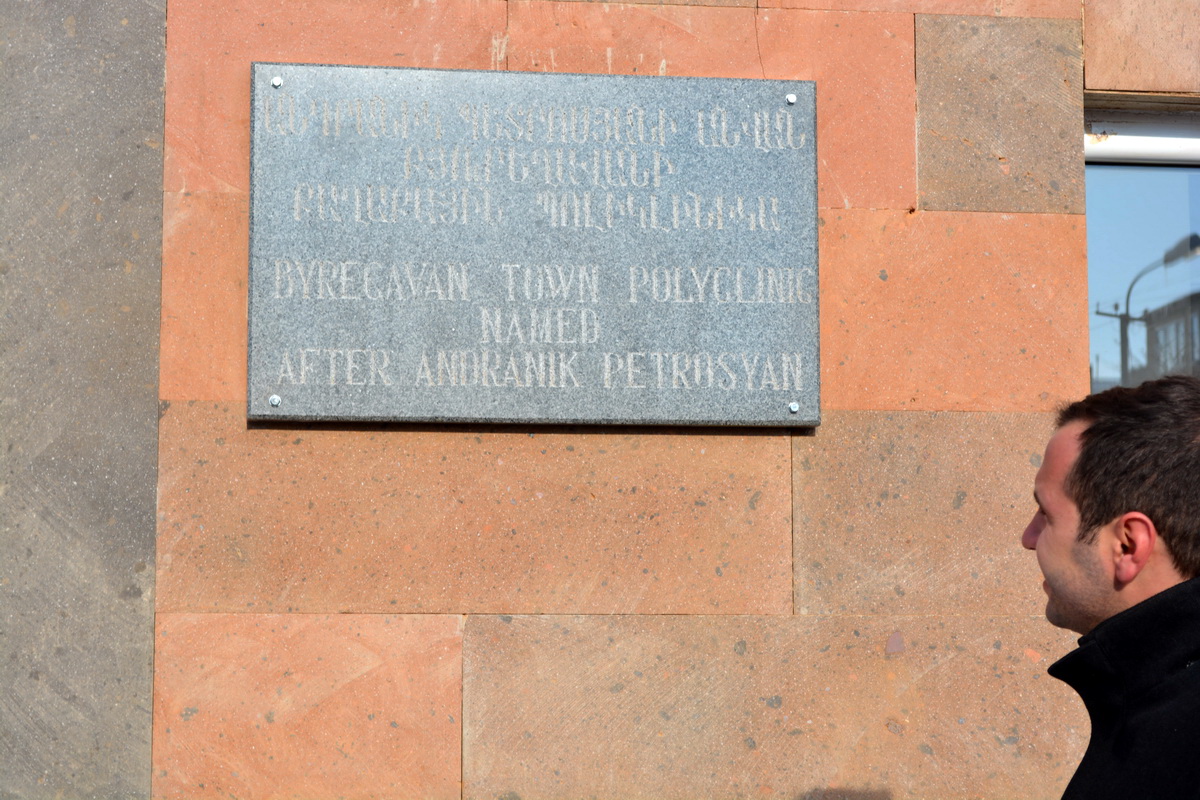 ԱՆԴՐԱՆԻԿ ՊԵՏՐՈՍՅԱՆԻ ԱՆՎԱՆ
ԲՅՈՒՐԵՂԱՎԱՆԻ
ՔԱՂԱՔԱՅԻՆ ՊՈԼԻԿԼԻՆԻԿԱ
BYREGAVAN TOWN POLYCLINIC
NAMED
AFTER ANDRANIK PETROSYAN